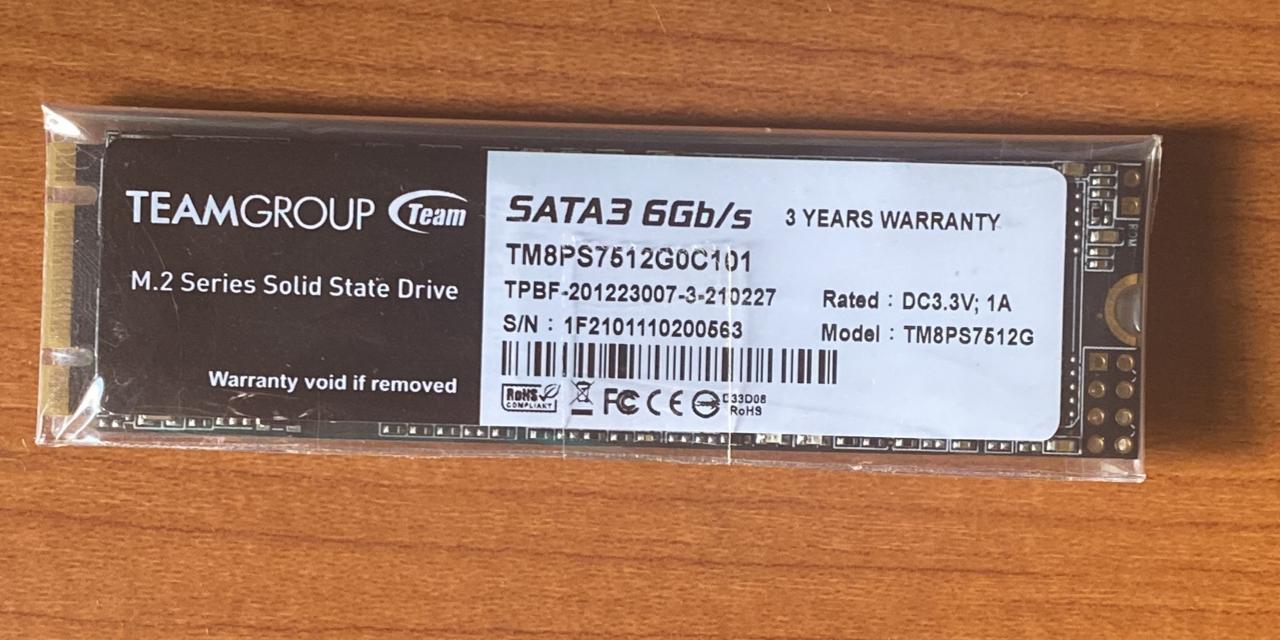 TEAMGROUP Team
M.2 Series Solid State Drive
Warranty void if removed
SATA3 6Gb/s 3 YEARS WARRANTY
TM8PS7512G0C101
TPBF-201223007-3-210227
Rated : DC3.3V; 1A
S/N : 1F2101110200563
Model : TM8PS7512G
RoHS
COMPLIANT
FC CE
D33D08
RoHS
ROM